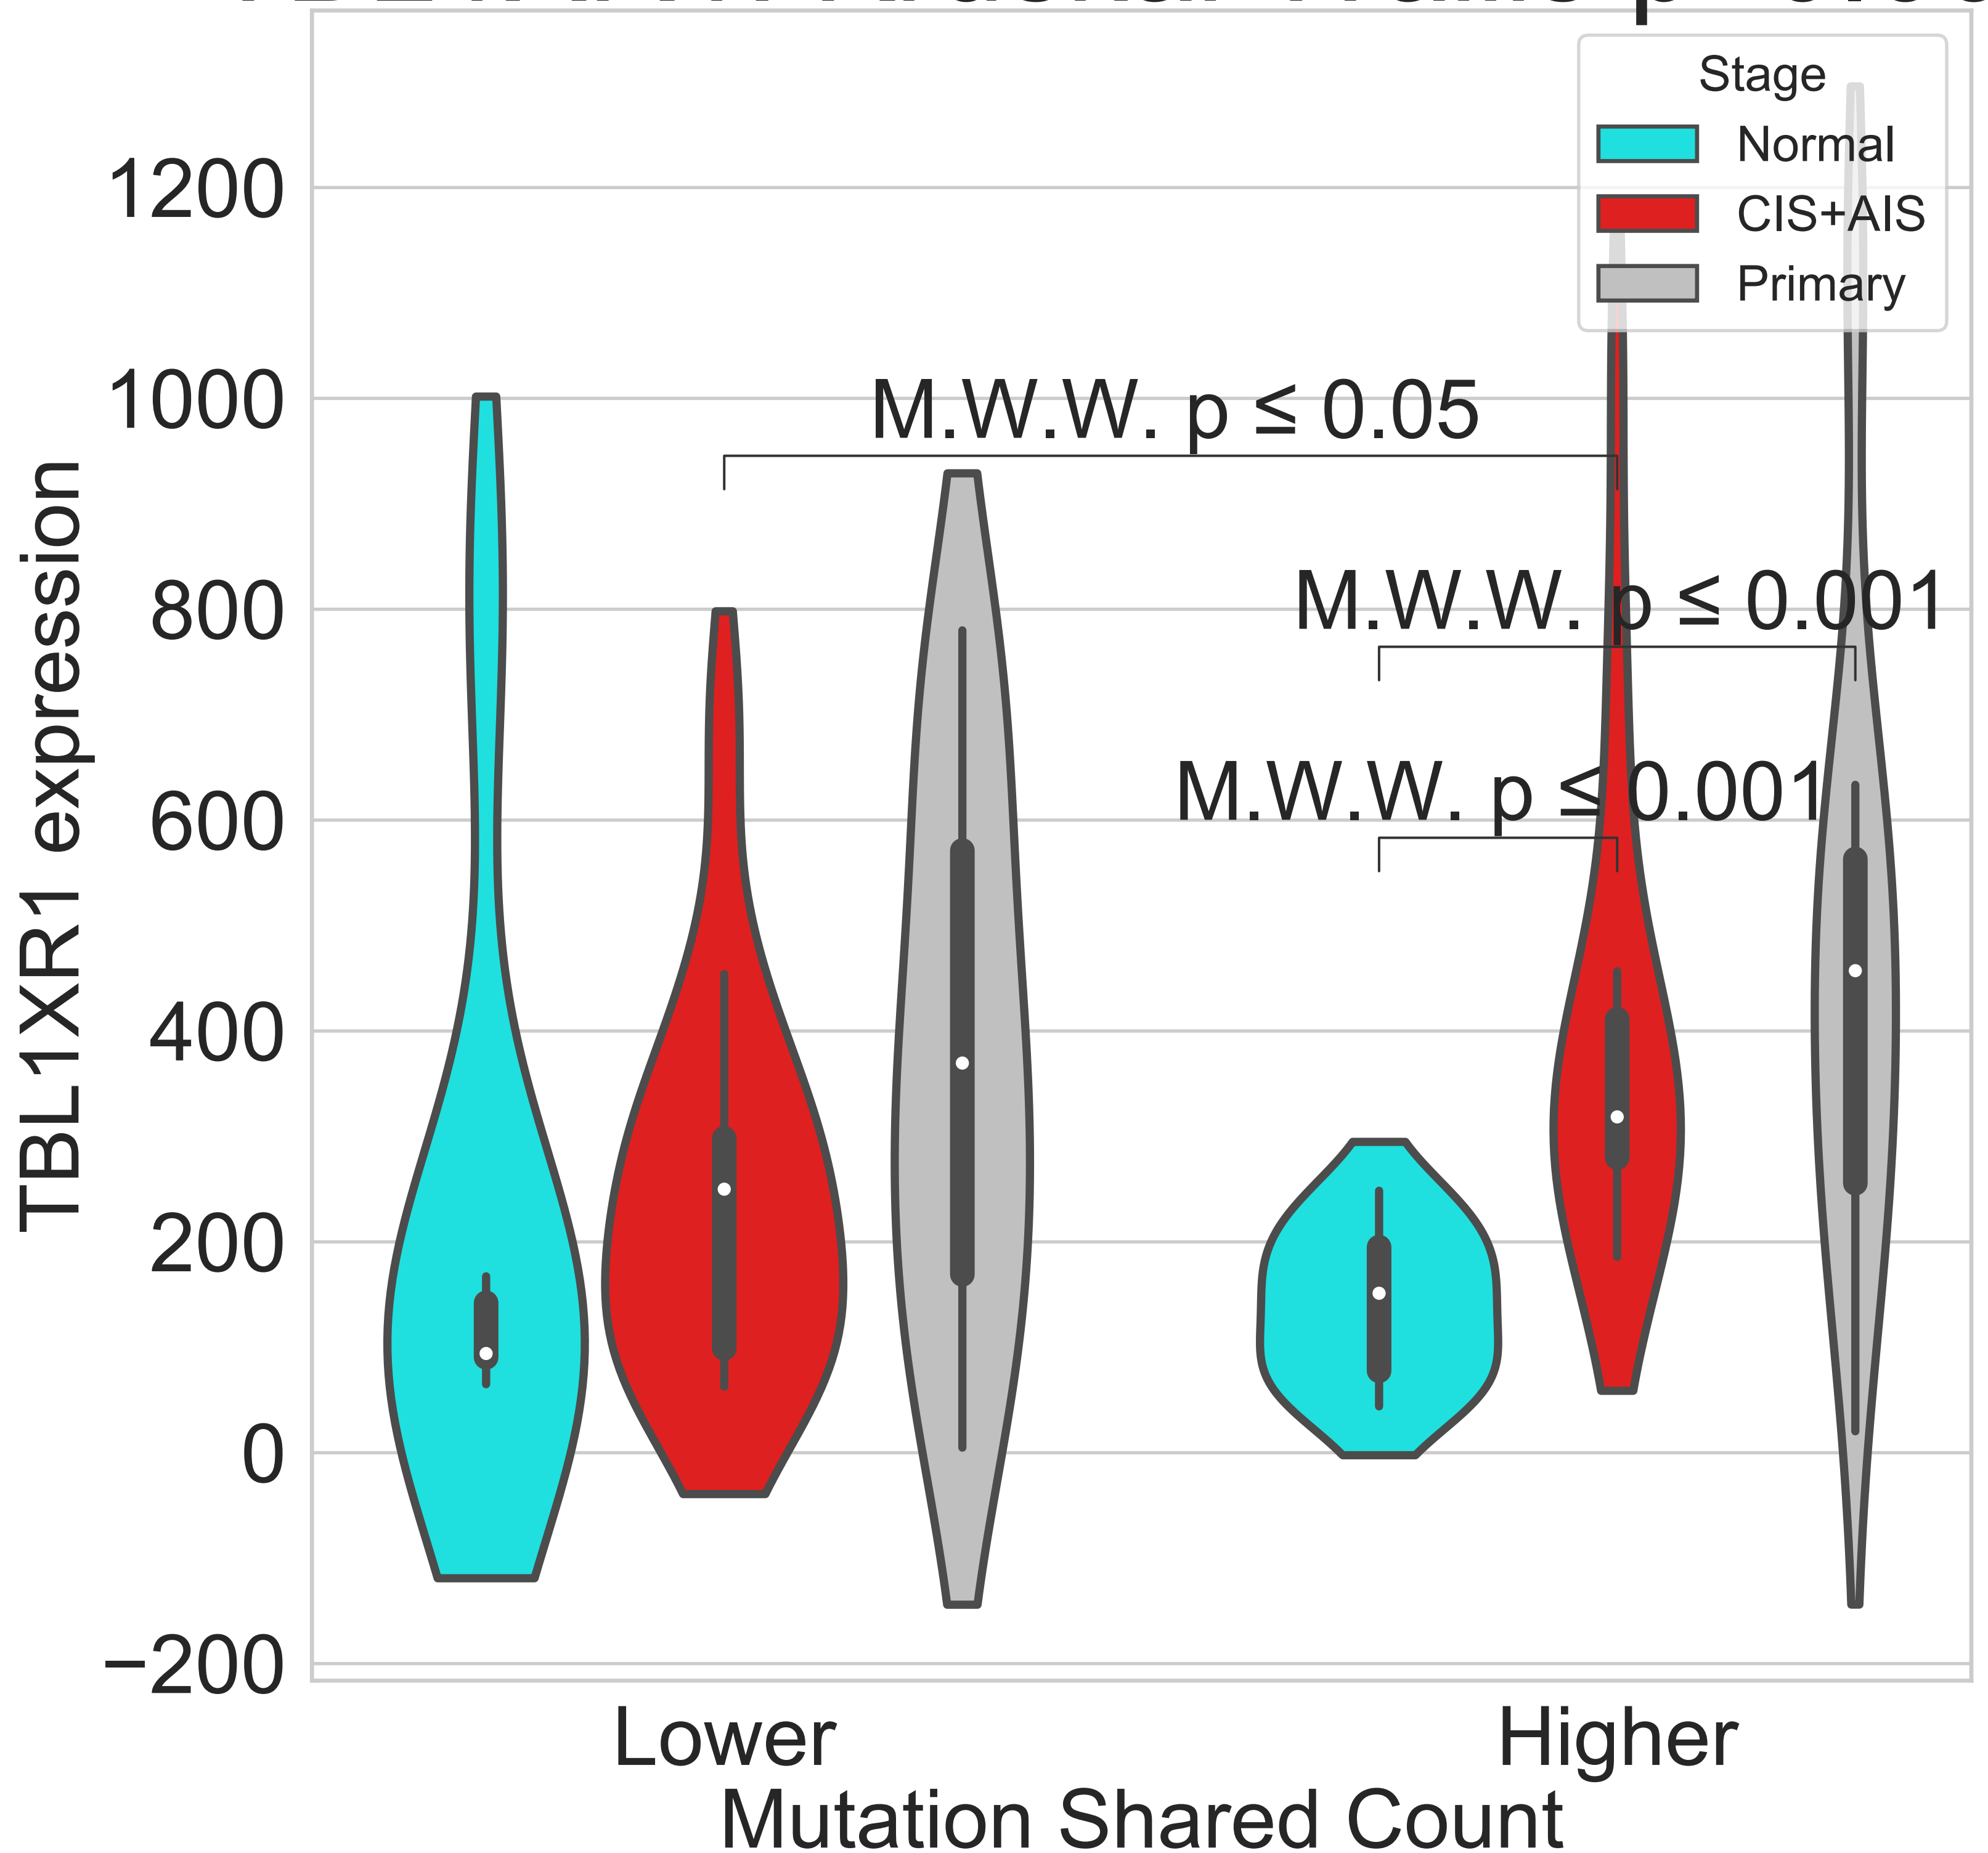 Stage
Normal
CIS+AIS
Primary
1200
1000
800
600
400
200
0
−200
TBL1XR1 expression
M.W.W. p ≤ 0.05
M.W.W. p ≤ 0.001
M.W.W. p ≤ 0.001
Lower
Higher
Mutation Shared Count